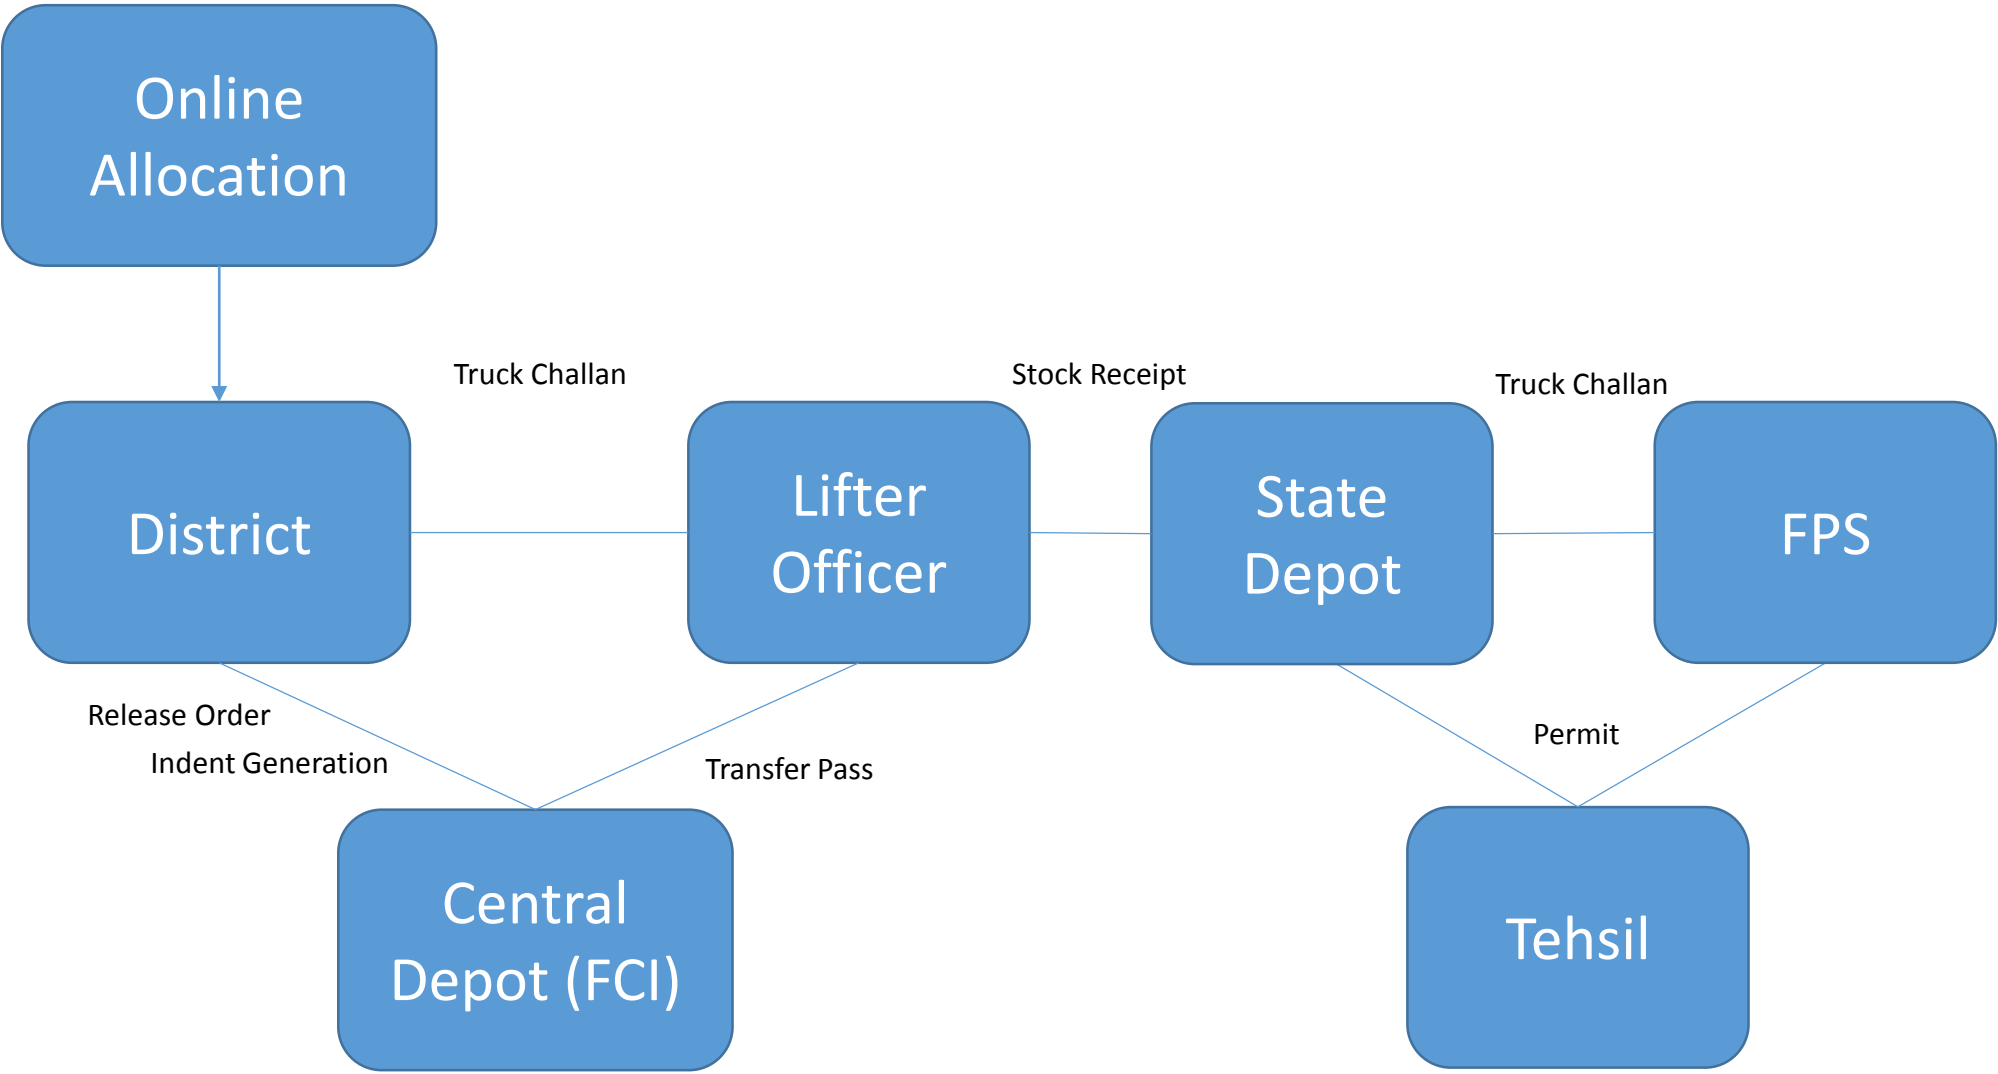 Online
Allocation
Truck Challan
Stock Receipt
Truck Challan
District
Lifter
Officer
State
Depot
FPS
Release Order
Indent Generation
Transfer Pass
Permit
Central
Depot (FCI)
Tehsil